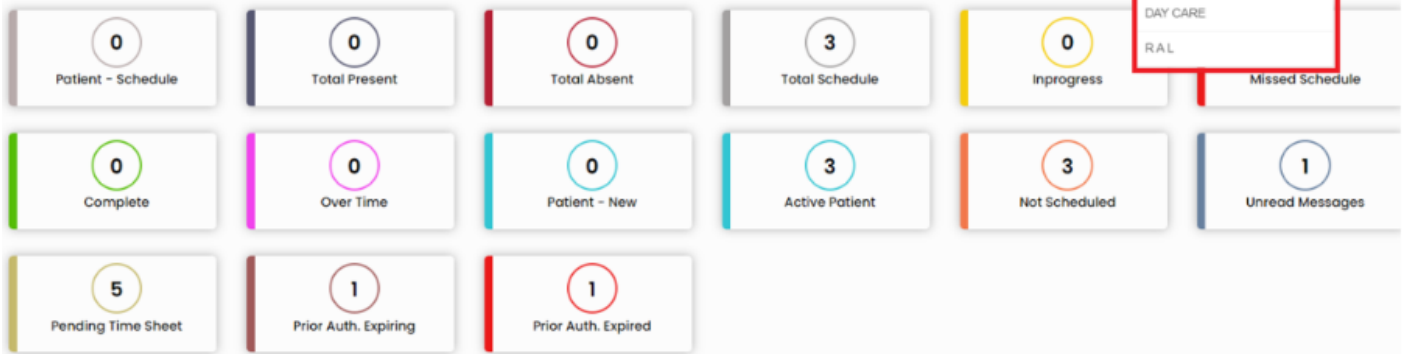 DAY CARE
R A L
0
Patient - Schedule
0
Total Present
0
Total Absent
3
Total Schedule
0
Inprogress
Missed Schedule
0
Complete
0
Over Time
0
Patient - New
3
Active Patient
3
Not Scheduled
1
Unread Messages
5
Pending Time Sheet
1
Prior Auth. Expiring
1
Prior Auth. Expired